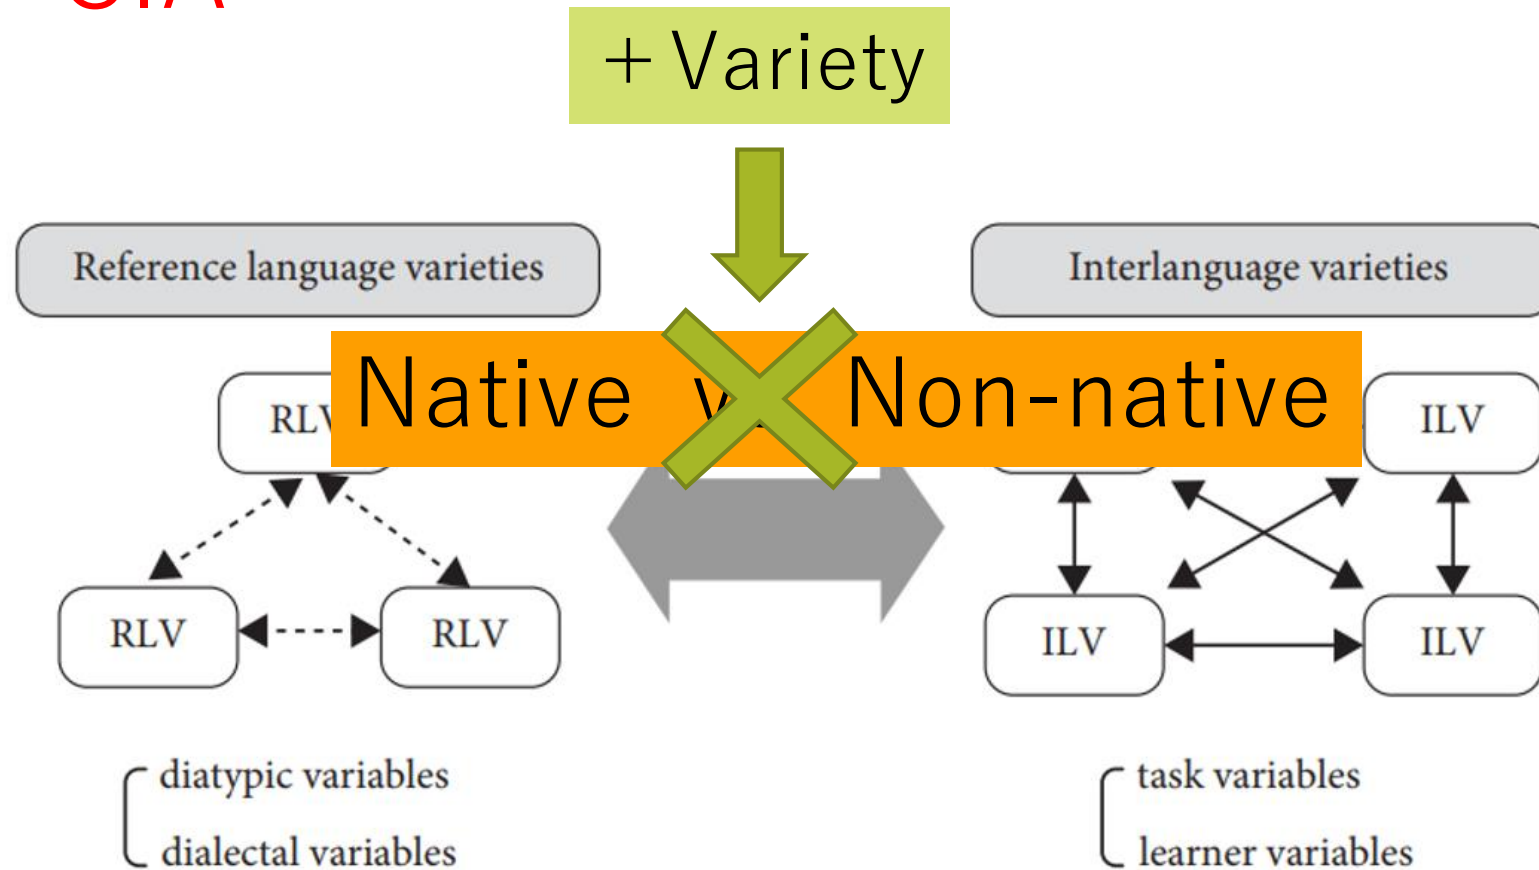 + Variety
Reference language varieties
Interlanguage varieties
Native Non-native
ILV
RLV
RLV
ILV
ILV
diatypic variables
dialectal variables
task variables
learner variables